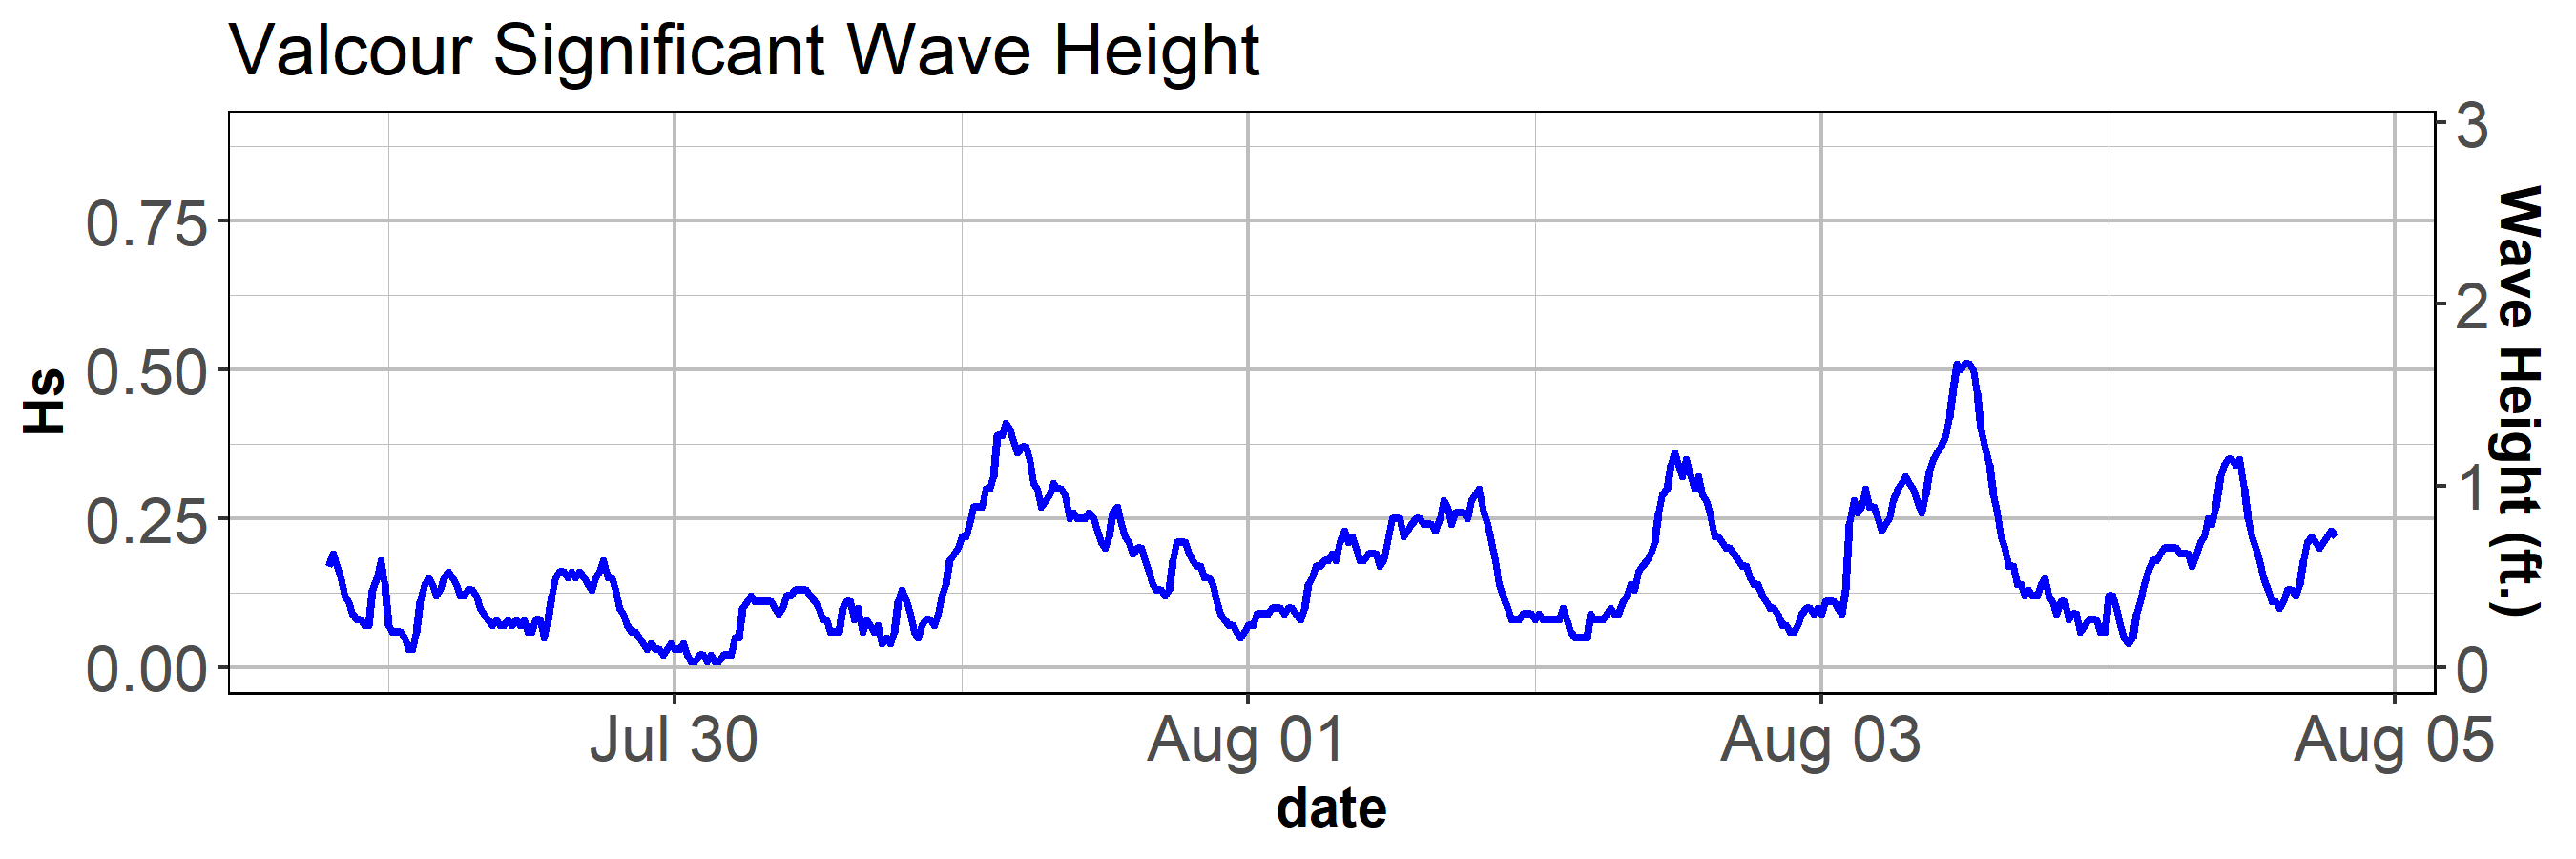 Valcour Significant Wave Height
3
0.75
2
0.50
1
0.25
0.00
0
Hs
Wave Height (ft.)
Jul 30
Aug 01
Aug 03
Aug 05
date